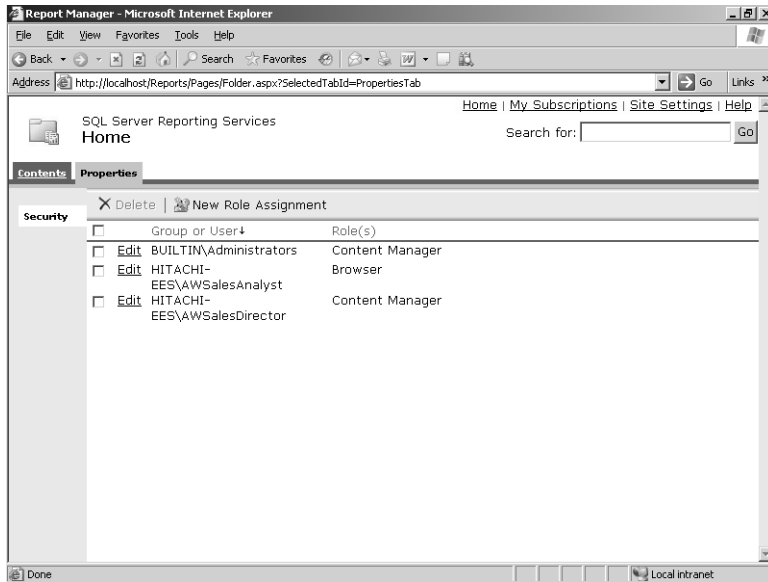 Report Manager - Microsoft Internet Explorer
File Edit View Favorites Tools Help
Back Search Favorites
Address http://localhost/Reports/Pages/Folder.aspx?SelectedTabId=PropertiesTab Go Links »
Home | My Subscriptions | Site Settings | Help
SQL Server Reporting Services
Home
Search for: Go
Contents Properties
Security
Delete | New Role Assignment
Group or User↓ Role(s)
Edit BUILTIN\Administrators Content Manager
Edit HITACHI- Browser
EES\AWSalesAnalyst
Edit HITACHI- Content Manager
EES\AWSalesDirector
Done Local intranet